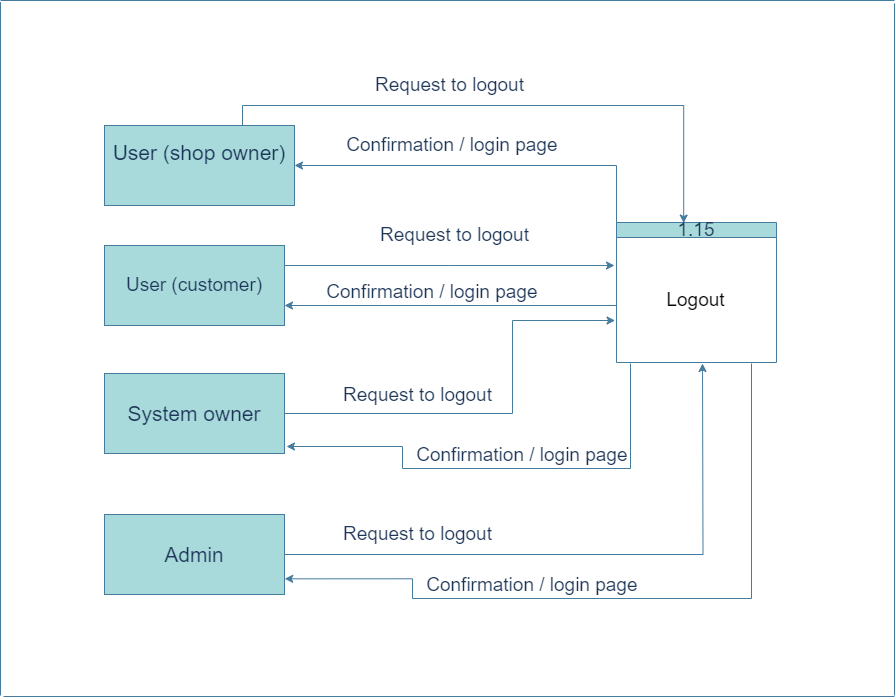 Request to logout
User (shop owner)
Confirmation / login page
1.15
Request to logout
User (customer)
Confirmation / login page
Logout
System owner
Request to logout
Confirmation / login page
Admin
Request to logout
Confirmation / login page